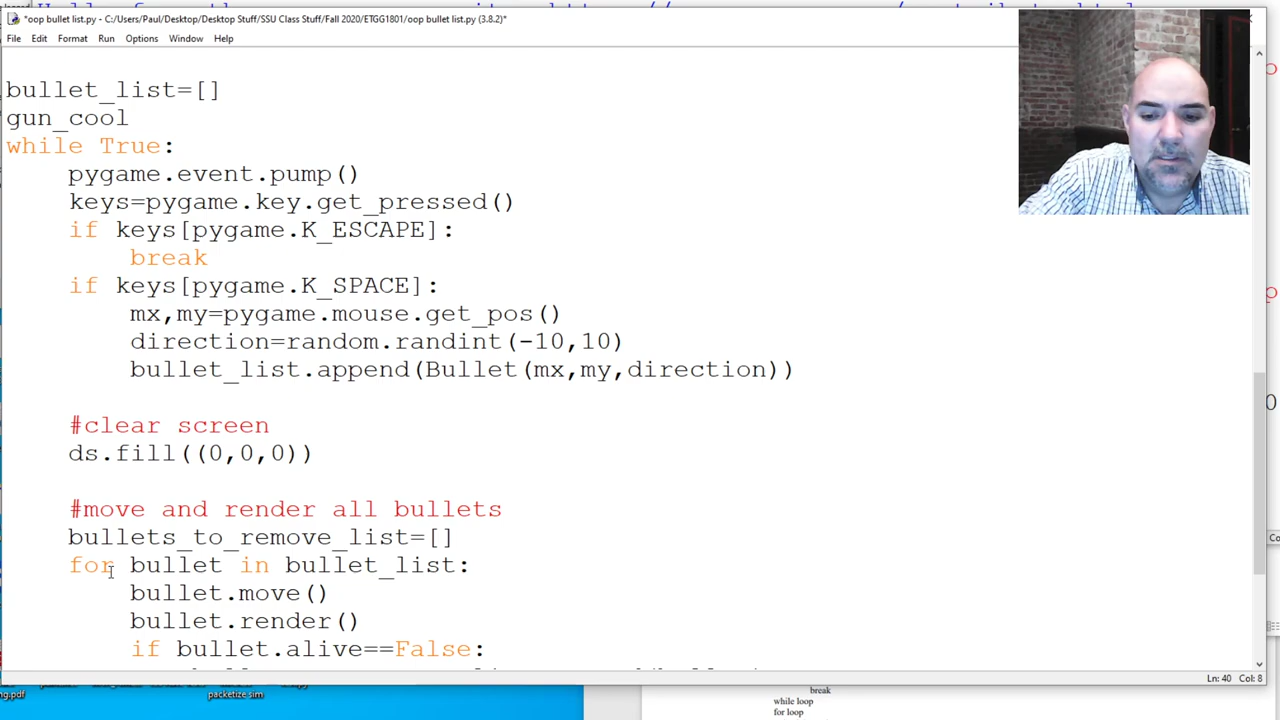 *oop bullet list.py - C:/Users/Paul/Desktop/Desktop Stuff/SSU Class Stuff/Fall 2020/ETGG1801/oop bullet list.py (3.8.2)*
File Edit Format Run Options Window Help
bullet_list=[]
gun_cool
while True:
pygame.event.pump()
keys=pygame.key.get_pressed()
if keys[pygame.K_ESCAPE]:
break
if keys[pygame.K_SPACE]:
mx,my=pygame.mouse.get_pos()
direction=random.randint(-10,10)
bullet_list.append(Bullet(mx,my,direction))
#clear screen
ds.fill((0,0,0))
#move and render all bullets
bullets_to_remove_list=[]
for bullet in bullet_list:
bullet.move()
bullet.render()
if bullet.alive==False:
Ln: 40 Col: 8
packetize sim
break
while loop
for loop